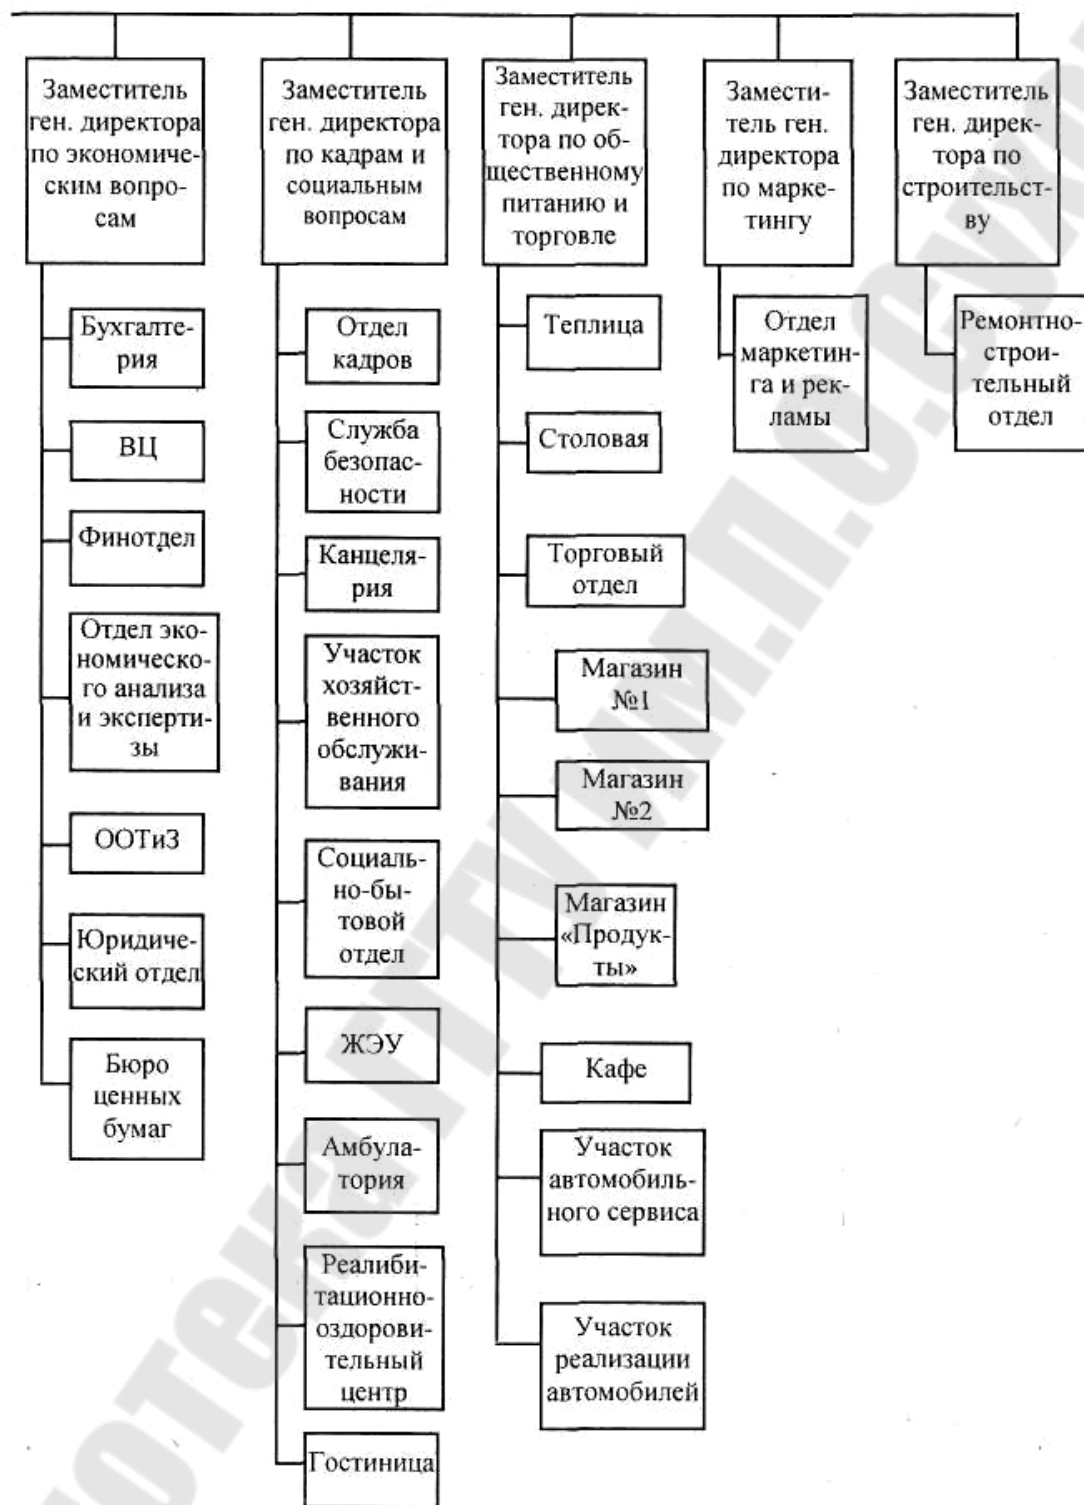 Заместитель
ген. директора
по экономиче-
ским вопро-
сам
Заместитель
ген. директора
по кадрам и
социальным
вопросам
Заместитель
ген. дирек-
тора по об-
щественному
питанию и
торговле
Замести-
тель ген.
директора
по марке-
тингу
Заместитель
ген. дирек-
тора по
строительст-
ву
Бухгалте-
рия
ВЦ
Финотдел
Отдел эко-
номическо-
го анализа
и эксперти-
зы
ООТиЗ
Юридиче-
ский отдел
Бюро
ценных
бумаг
Отдел
кадров
Служба
безопас-
ности
Канцеля-
рия
Участок
хозяйст-
венного
обслужи-
вания
Социаль-
но-бы-
товой
отдел
ЖЭУ
Амбула-
тория
Реалиби-
тационно-
оздорови-
тельный
центр
Гостиница
Теплица
Столовая
Торговый
отдел
Магазин
№1
Магазин
№2
Магазин
«Продук-
ты»
Кафе
Участок
автомобиль-
ного сервиса
Участок
реализации
автомобилей
Отдел
маркетин-
га и рек-
ламы
Ремонтно-
строи-
тельный
отдел
отека ГГТУ им.П.О.Сухо